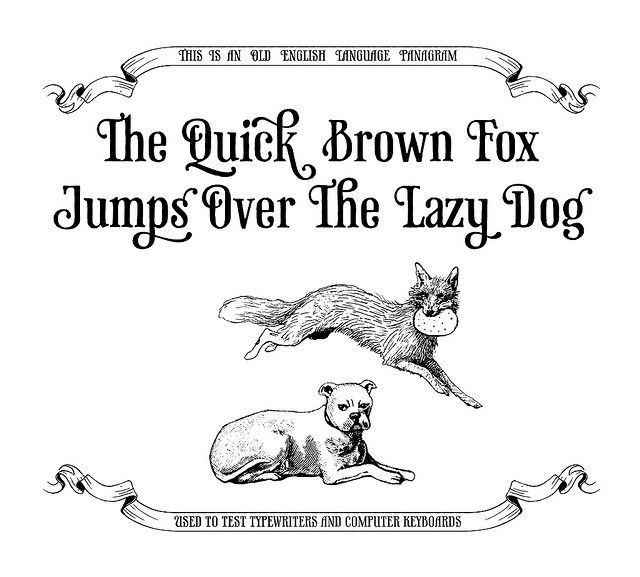 This is an Old English Language Panagram
The Quick Brown Fox
Jumps Over The Lazy Dog
Used to test typewriters and computer keyboards